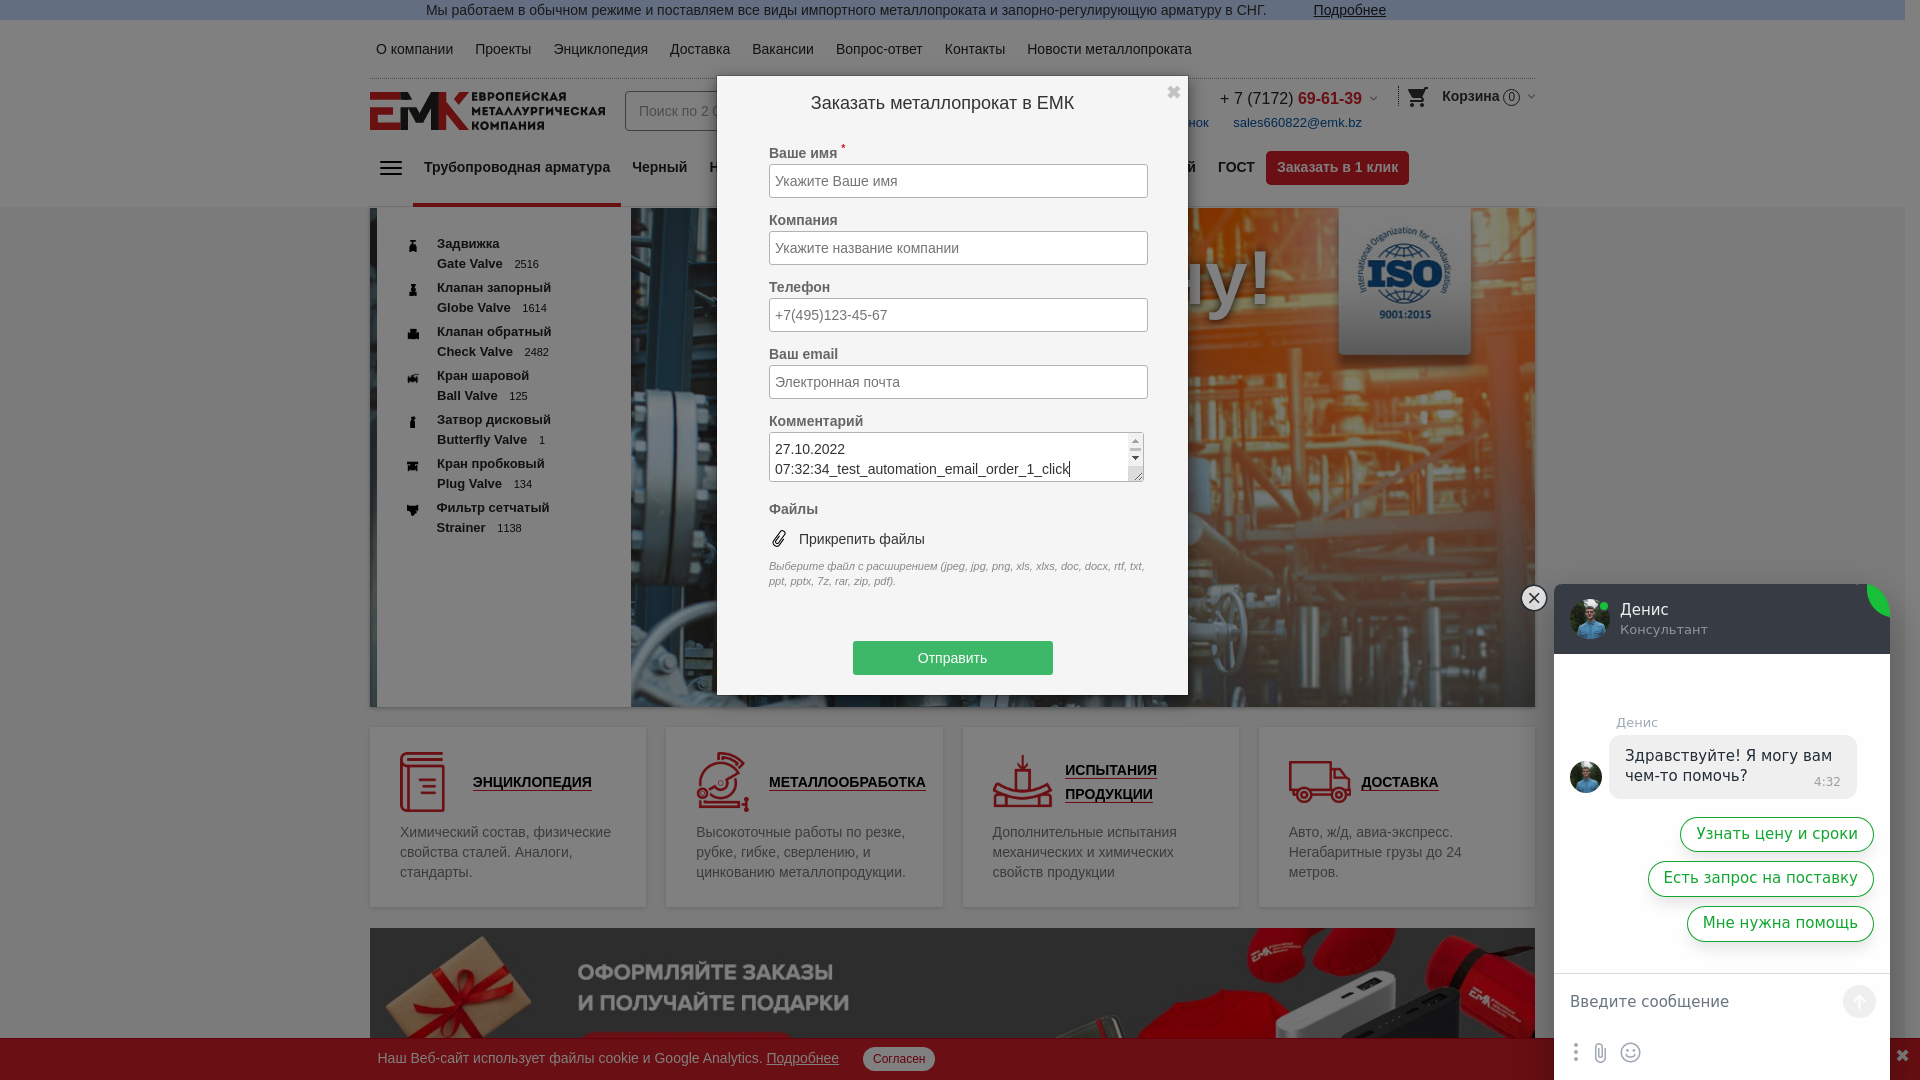 Мы работаем в обычном режиме и поставляем все виды импортного металлопроката и запорно-регулирующую арматуру в СНГ. Подробнее
О компании Проекты Энциклопедия Доставка Вакансии Вопрос-ответ Контакты Новости металлопроката
ЕМК ЕВРОПЕЙСКАЯ
МЕТАЛЛУРГИЧЕСКАЯ
КОМПАНИЯ
Поиск по 2
+ 7 (7172) 69-61-39
Корзина 0
нок sales660822@emk.bz
Трубопроводная арматура Черный Н й ГОСТ Заказать в 1 клик
Задвижка
Gate Valve 2516
Клапан запорный
Globe Valve 1614
Клапан обратный
Check Valve 2482
Кран шаровой
Ball Valve 125
Затвор дисковый
Butterfly Valve 1
Кран пробковый
Plug Valve 134
Фильтр сетчатый
Strainer 1138
Заказать металлопрокат в ЕМК
Ваше имя *
Укажите Ваше имя
Компания
Укажите название компании
Телефон
+7(495)123-45-67
Ваш email
Электронная почта
Комментарий
27.10.2022
07:32:34_test_automation_email_order_1_click
Файлы
Прикрепить файлы
Выберите файл с расширением (jpeg, jpg, png, xls, xlxs, doc, docx, rtf, txt,
ppt, pptx, 7z, rar, zip, pdf).
Отправить
International Organization for Standardization
ISO
9001:2015
ЭНЦИКЛОПЕДИЯ
Химический состав, физические
свойства сталей. Аналоги,
стандарты.
МЕТАЛЛООБРАБОТКА
Высокоточные работы по резке,
рубке, гибке, сверлению, и
цинкованию металлопродукции.
ИСПЫТАНИЯ
ПРОДУКЦИИ
Дополнительные испытания
механических и химических
свойств продукции
ДОСТАВКА
Авто, ж/д, авиа-экспресс.
Негабаритные грузы до 24
метров.
ОФОРМЛЯЙТЕ ЗАКАЗЫ
И ПОЛУЧАЙТЕ ПОДАРКИ
Наш Веб-сайт использует файлы cookie и Google Analytics. Подробнее Согласен
Денис
Консультант
Денис
Здравствуйте! Я могу вам
чем-то помочь?
4:32
Узнать цену и сроки
Есть запрос на поставку
Мне нужна помощь
Введите сообщение